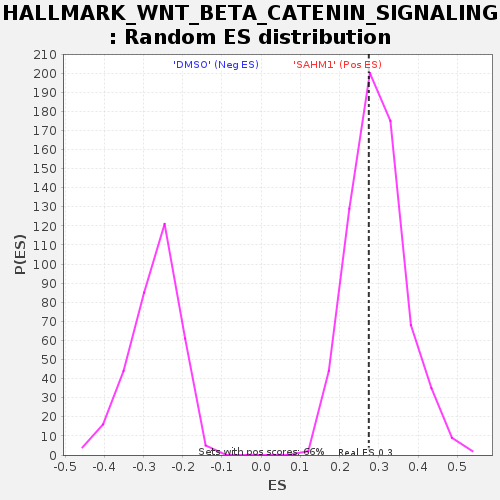 HALLMARK_WNT_BETA_CATENIN_SIGNALING
: Random ES distribution
'DMSO' (Neg ES)
'SAHM1' (Pos ES)
210
200
190
180
170
160
150
140
130
120
110
100
90
80
70
60
50
40
30
20
10
0
P(ES)
Sets with pos scores: 66%
Real ES 0.3
-0.5 -0.4 -0.3 -0.2 -0.1 0.0 0.1 0.2 0.3 0.4 0.5
ES